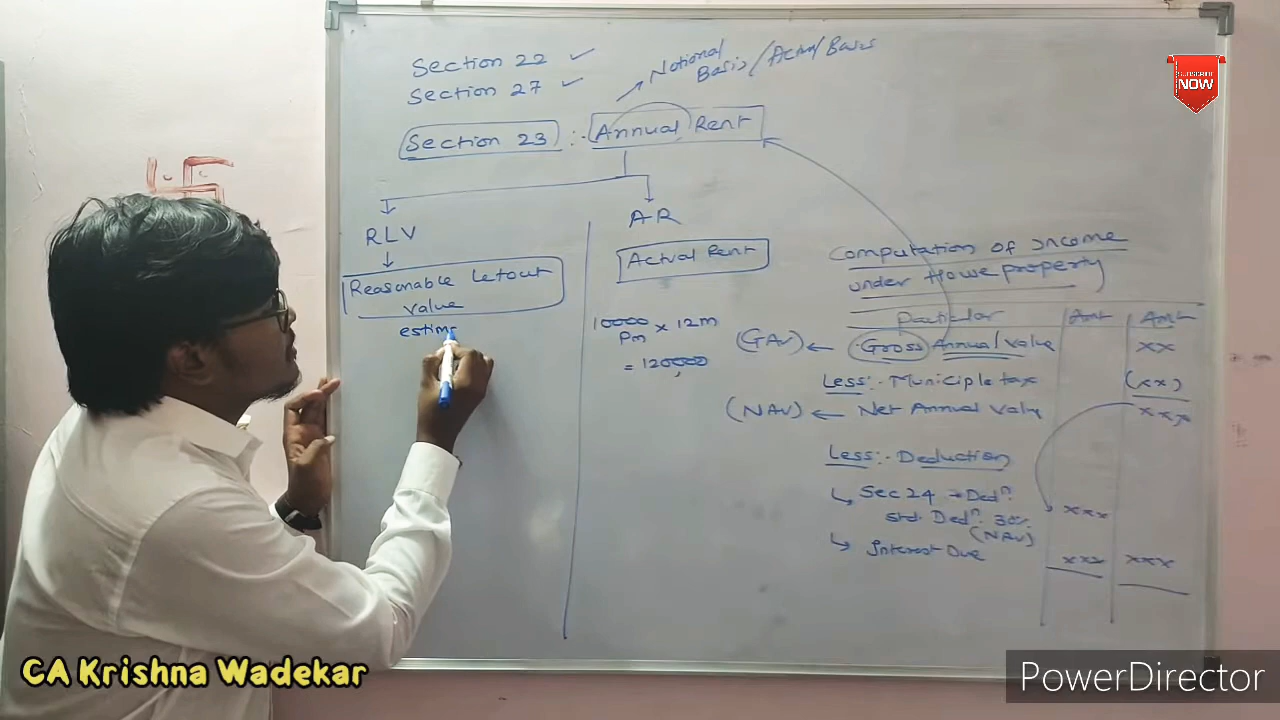 Section 22
Section 27
Notional
Basis / Actual Basis
Section 23 :- Annual Rent
RLV
AR
Reasonable Letout
value
estim
Actual Rent
10000 x 12m
Pm
= 120000
Computation of Income
under House property
Particular Amt Amt
(GAV) ← Gross Annual Value xx
Less:- Municiple tax (xx)
(NAV) ← Net Annual Value xxx
Less:- Deduction
Sec 24 → Dedn.
Std. Dedn. 30% xxx
(NAV)
Interest Due xxx xxx
SUBSCRIBE
NOW
CA Krishna Wadekar
PowerDirector